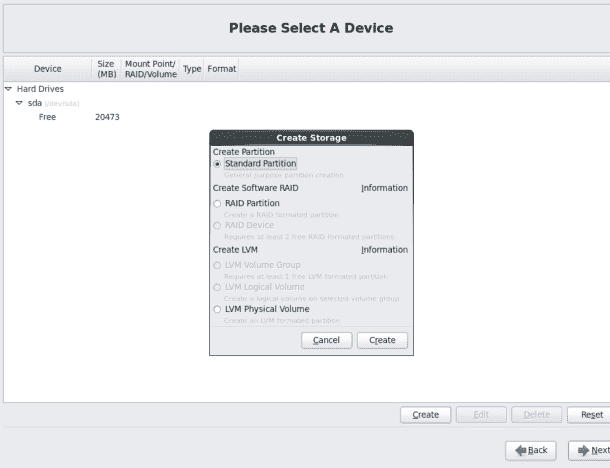 Please Select A Device
Device Size (MB) Mount Point/ RAID/Volume Type Format
Hard Drives
sda (/dev/sda)
Free 20473
Create Storage
Create Partition
Standard Partition
General purpose partition creation
Create Software RAID Information
RAID Partition
Create a RAID formated partition
RAID Device
Requires at least 2 free RAID formated partitions
Create LVM Information
LVM Volume Group
Requires at least 1 free LVM formated partition
LVM Logical Volume
Create a logical volume on selected volume group
LVM Physical Volume
Create an LVM formated partition
Cancel Create
Create Edit Delete Reset
Back Next